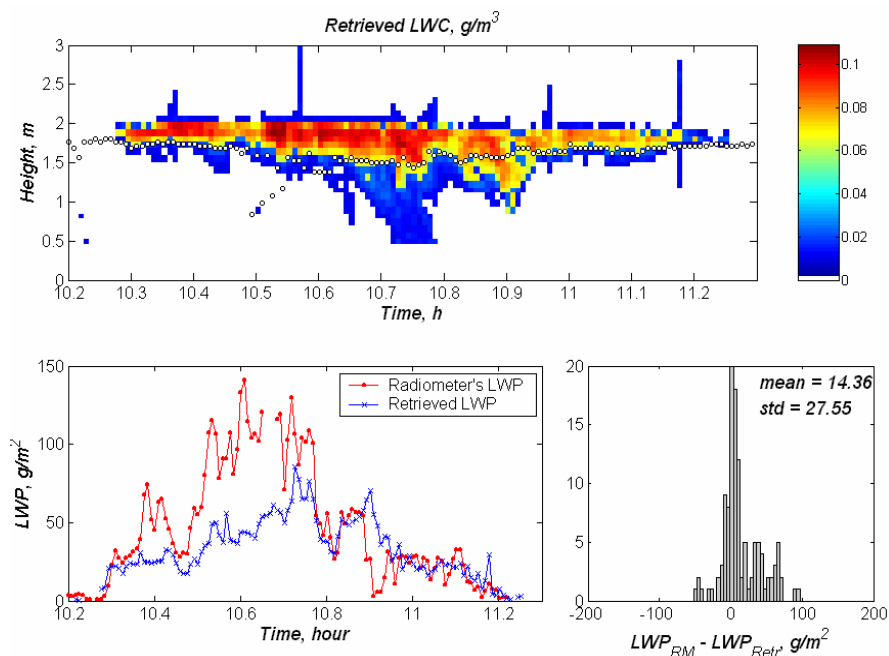 Retrieved LWC, g/m³
Height, m
3
2.5
2
1.5
1
0.5
0
10.2 10.3 10.4 10.5 10.6 10.7 10.8 10.9 11 11.1 11.2
Time, h
0.1
0.08
0.06
0.04
0.02
0
LWP, g/m²
150
100
50
0
Radiometer's LWP
Retrieved LWP
10.2 10.4 10.6 10.8 11 11.2
Time, hour
20
15
10
5
0
mean = 14.36
std = 27.55
-200 -100 0 100 200
LWP_RM - LWP_Retr, g/m²